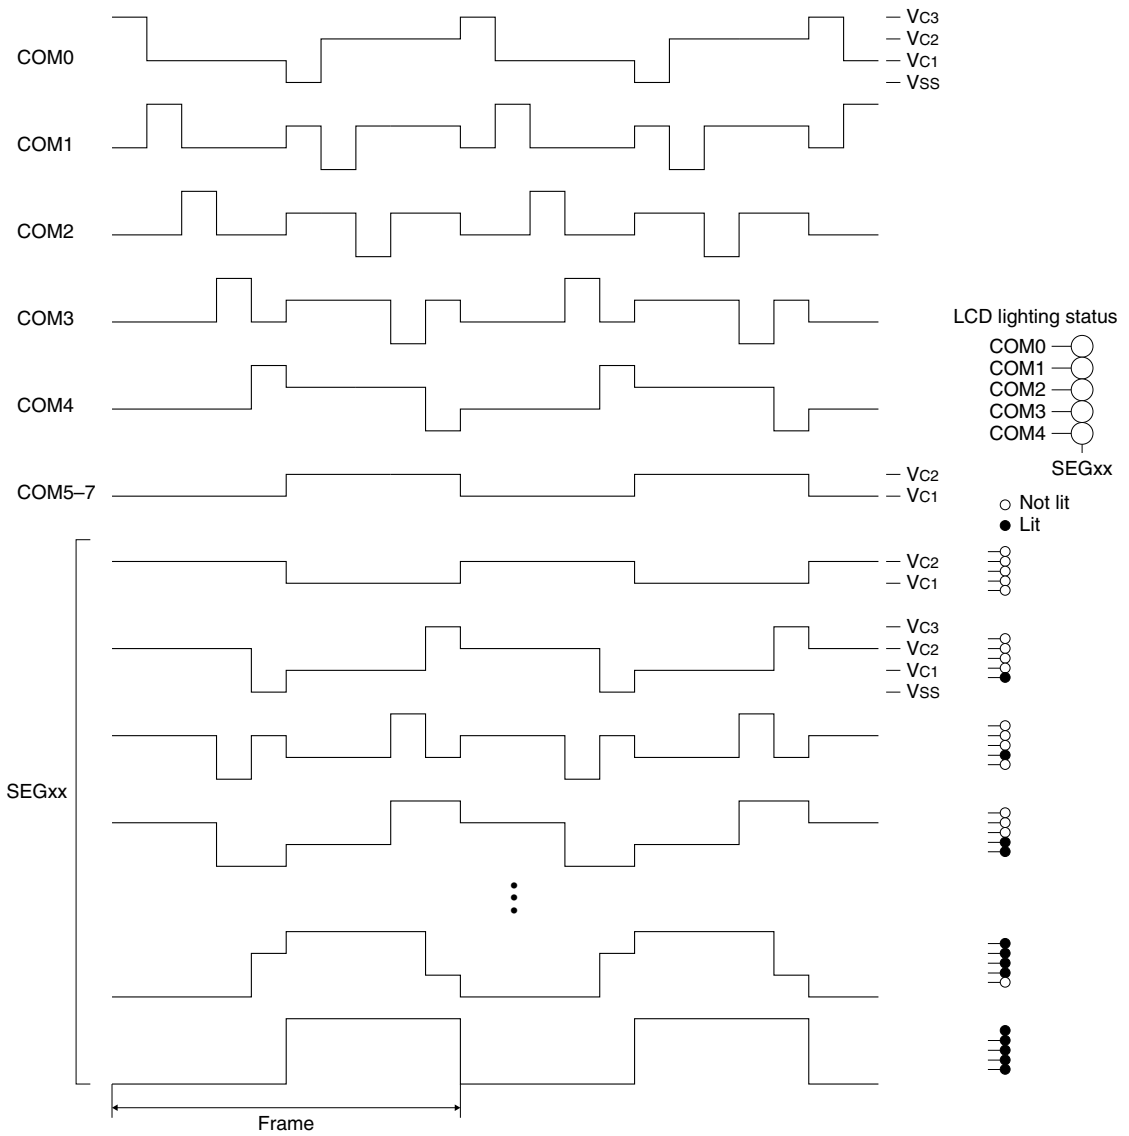 COM0
VC3
VC2
VC1
VSS
COM1
COM2
COM3
COM4
COM5–7
VC2
VC1
LCD lighting status
COM0
COM1
COM2
COM3
COM4
SEGxx
Not lit
Lit
SEGxx
VC2
VC1
VC3
VC2
VC1
VSS
Frame